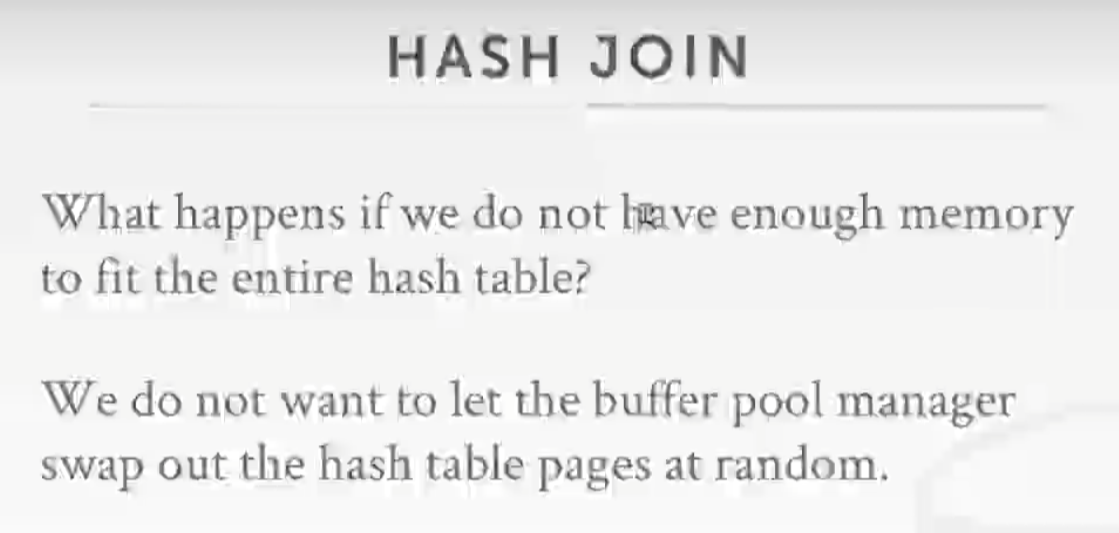 HASH JOIN
What happens if we do not have enough memory
to fit the entire hash table?
We do not want to let the buffer pool manager
swap out the hash table pages at random.